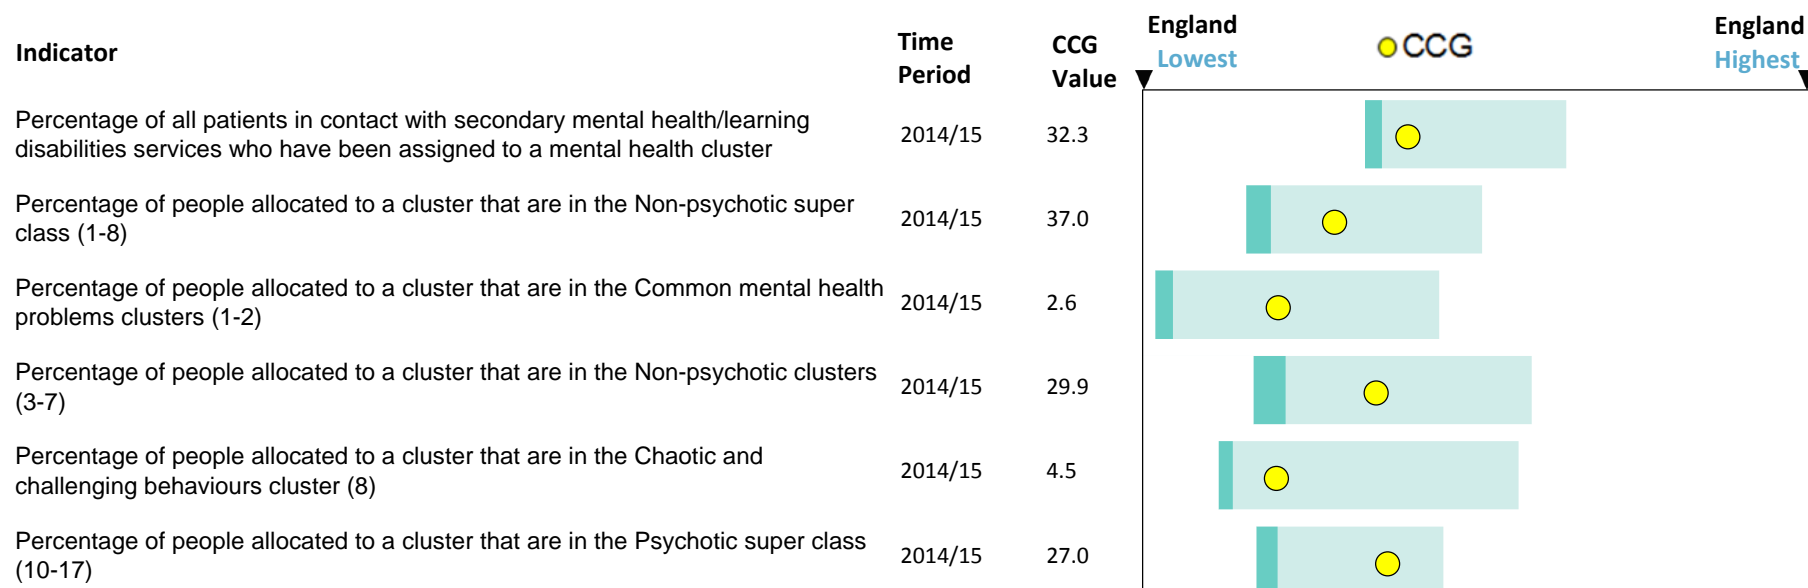 Indicator
Time
Period
CCG
Value
England
Lowest
CCG
England
Highest
Percentage of all patients in contact with secondary mental health/learning
disabilities services who have been assigned to a mental health cluster
2014/15
32.3
Percentage of people allocated to a cluster that are in the Non-psychotic super
class (1-8)
2014/15
37.0
Percentage of people allocated to a cluster that are in the Common mental health
problems clusters (1-2)
2014/15
2.6
Percentage of people allocated to a cluster that are in the Non-psychotic clusters
(3-7)
2014/15
29.9
Percentage of people allocated to a cluster that are in the Chaotic and
challenging behaviours cluster (8)
2014/15
4.5
Percentage of people allocated to a cluster that are in the Psychotic super class
(10-17)
2014/15
27.0